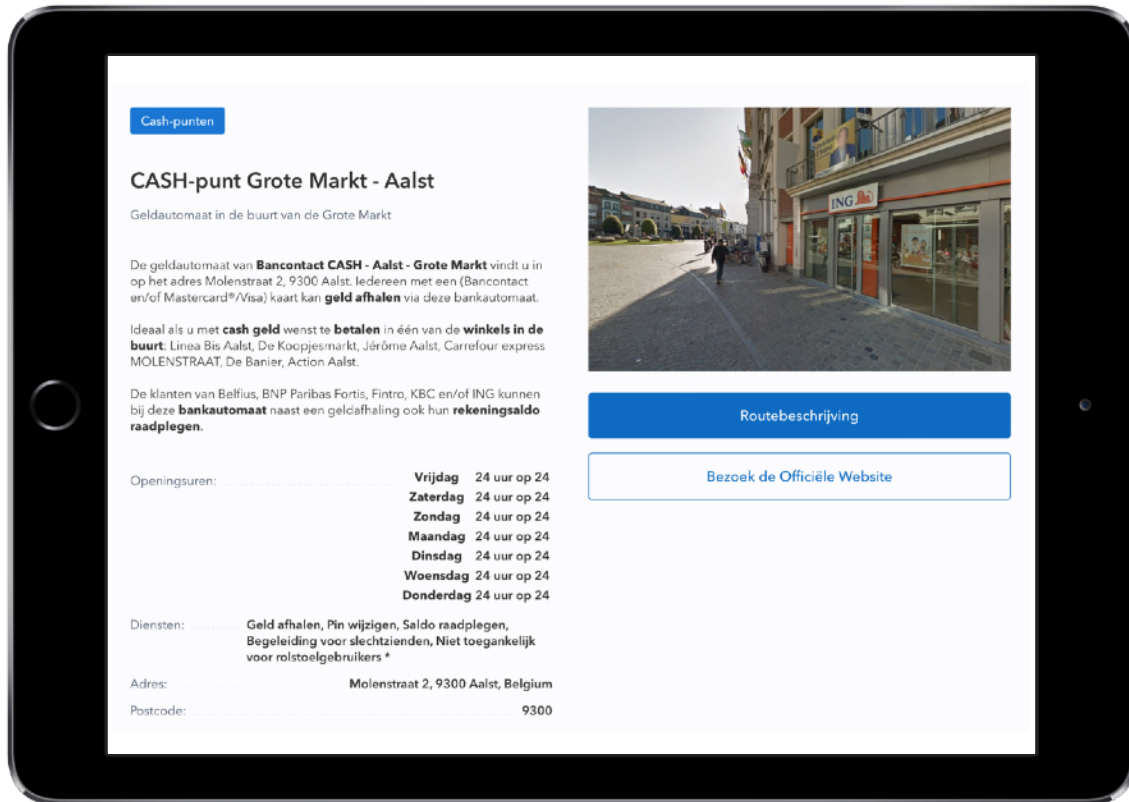 Cash-punten
CASH-punt Grote Markt - Aalst
Geldautomaat in de buurt van de Grote Markt
De geldautomaat van Bancontact CASH - Aalst - Grote Markt vindt u in
op het adres Molenstraat 2, 9300 Aalst. Iedereen met een (Bancontact
en/of Mastercard®/Visa) kaart kan geld afhalen via deze bankautomaat.
Ideaal als u met cash geld wenst te betalen in één van de winkels in de
buurt: Linea Bis Aalst, De Koopjesmarkt, Jérôme Aalst, Carrefour express
MOLENSTRAAT, De Banier, Action Aalst.
De klanten van Belfius, BNP Paribas Fortis, Fintro, KBC en/of ING kunnen
bij deze bankautomaat naast een geldafhaling ook hun rekeningsaldo
raadplegen.
Openingsuren: Vrijdag 24 uur op 24
Zaterdag 24 uur op 24
Zondag 24 uur op 24
Maandag 24 uur op 24
Dinsdag 24 uur op 24
Woensdag 24 uur op 24
Donderdag 24 uur op 24
Diensten: Geld afhalen, Pin wijzigen, Saldo raadplegen,
Begeleiding voor slechtzienden, Niet toegankelijk
voor rolstoelgebruikers *
Adres: Molenstraat 2, 9300 Aalst, Belgium
Postcode: 9300
ING
Routebeschrijving
Bezoek de Officiële Website